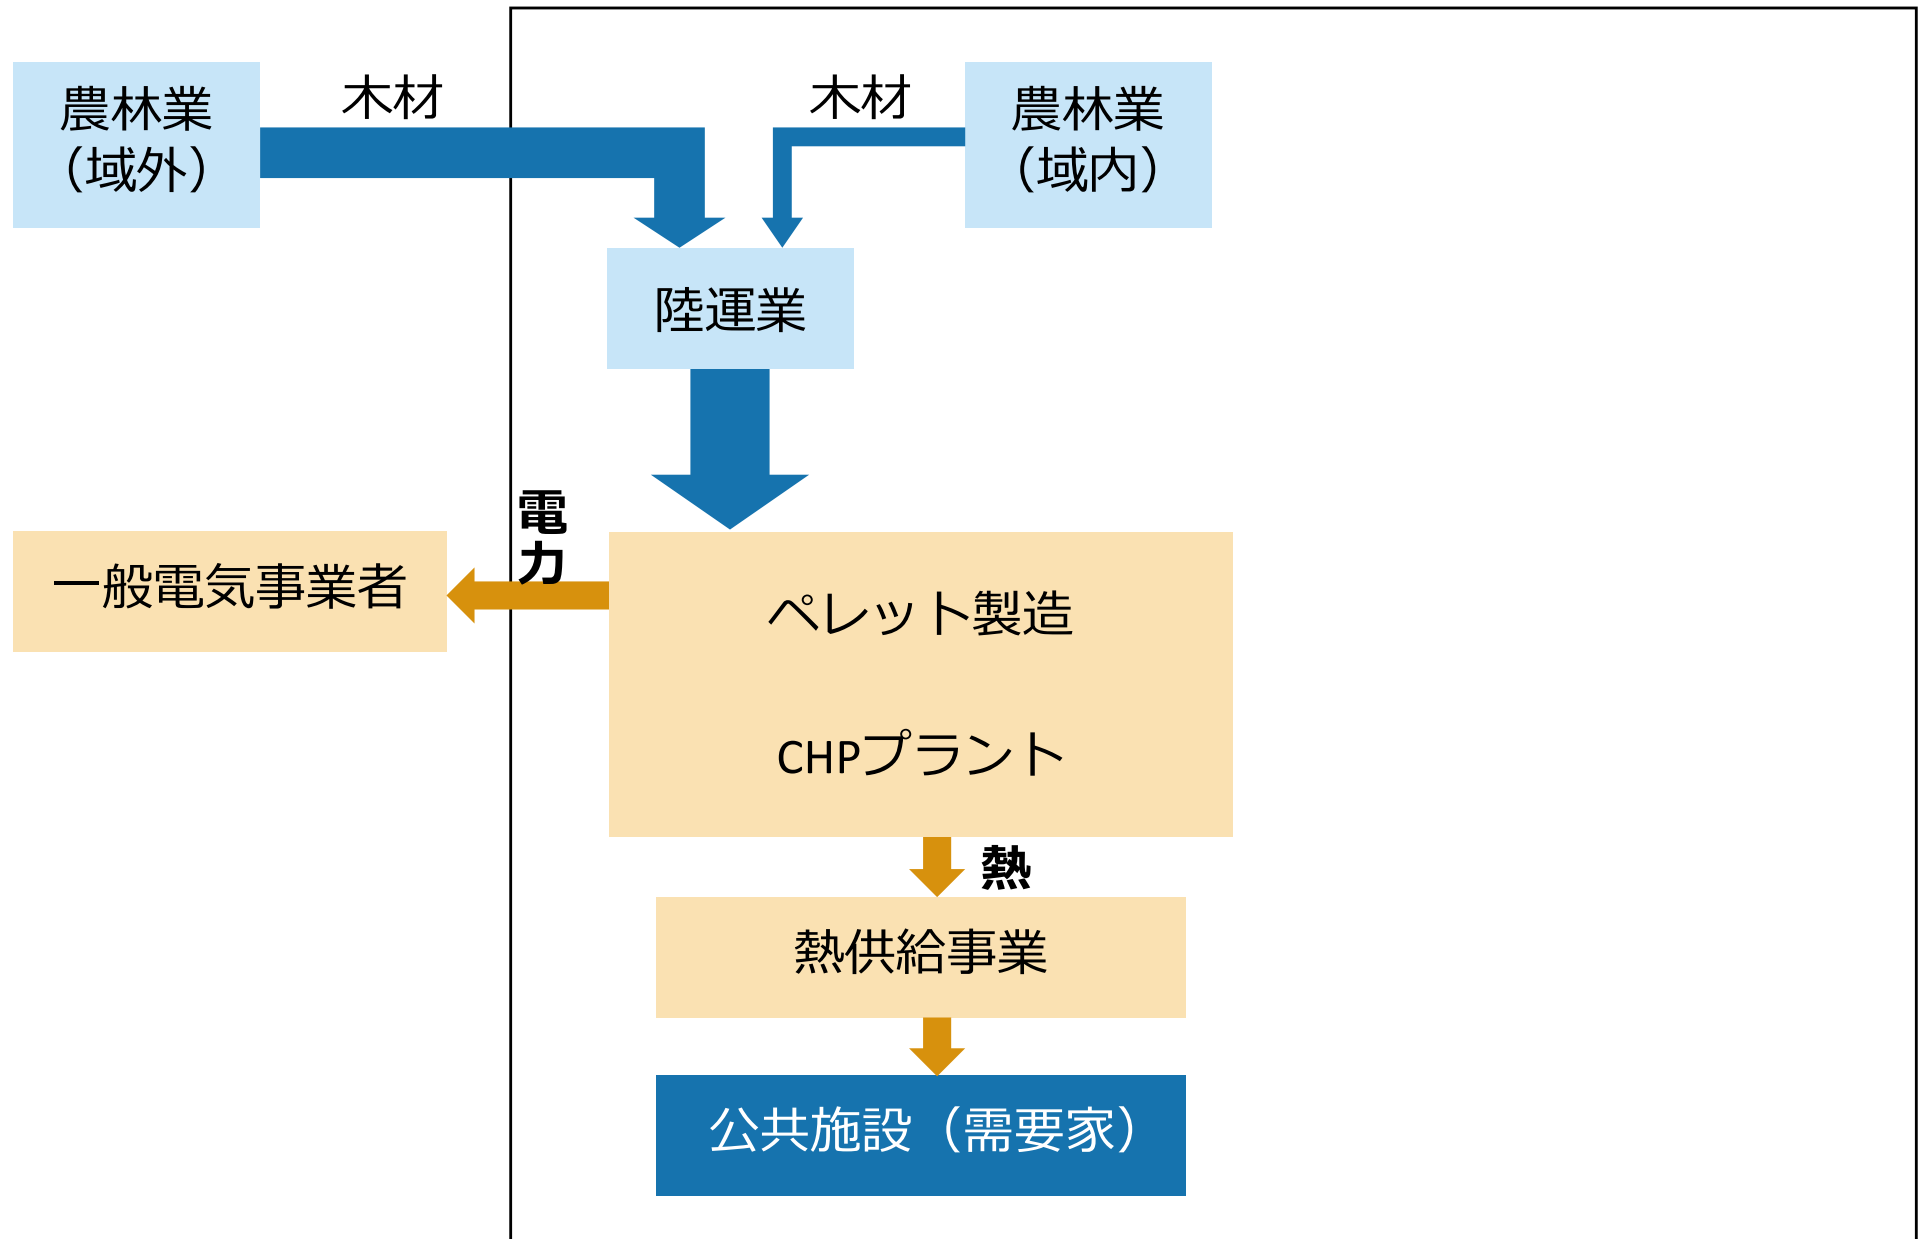 農林業
（域外）
木材
木材
農林業
（域内）
陸運業
電
力
一般電気事業者
ペレット製造
CHPプラント
熱
熱供給事業
公共施設（需要家）